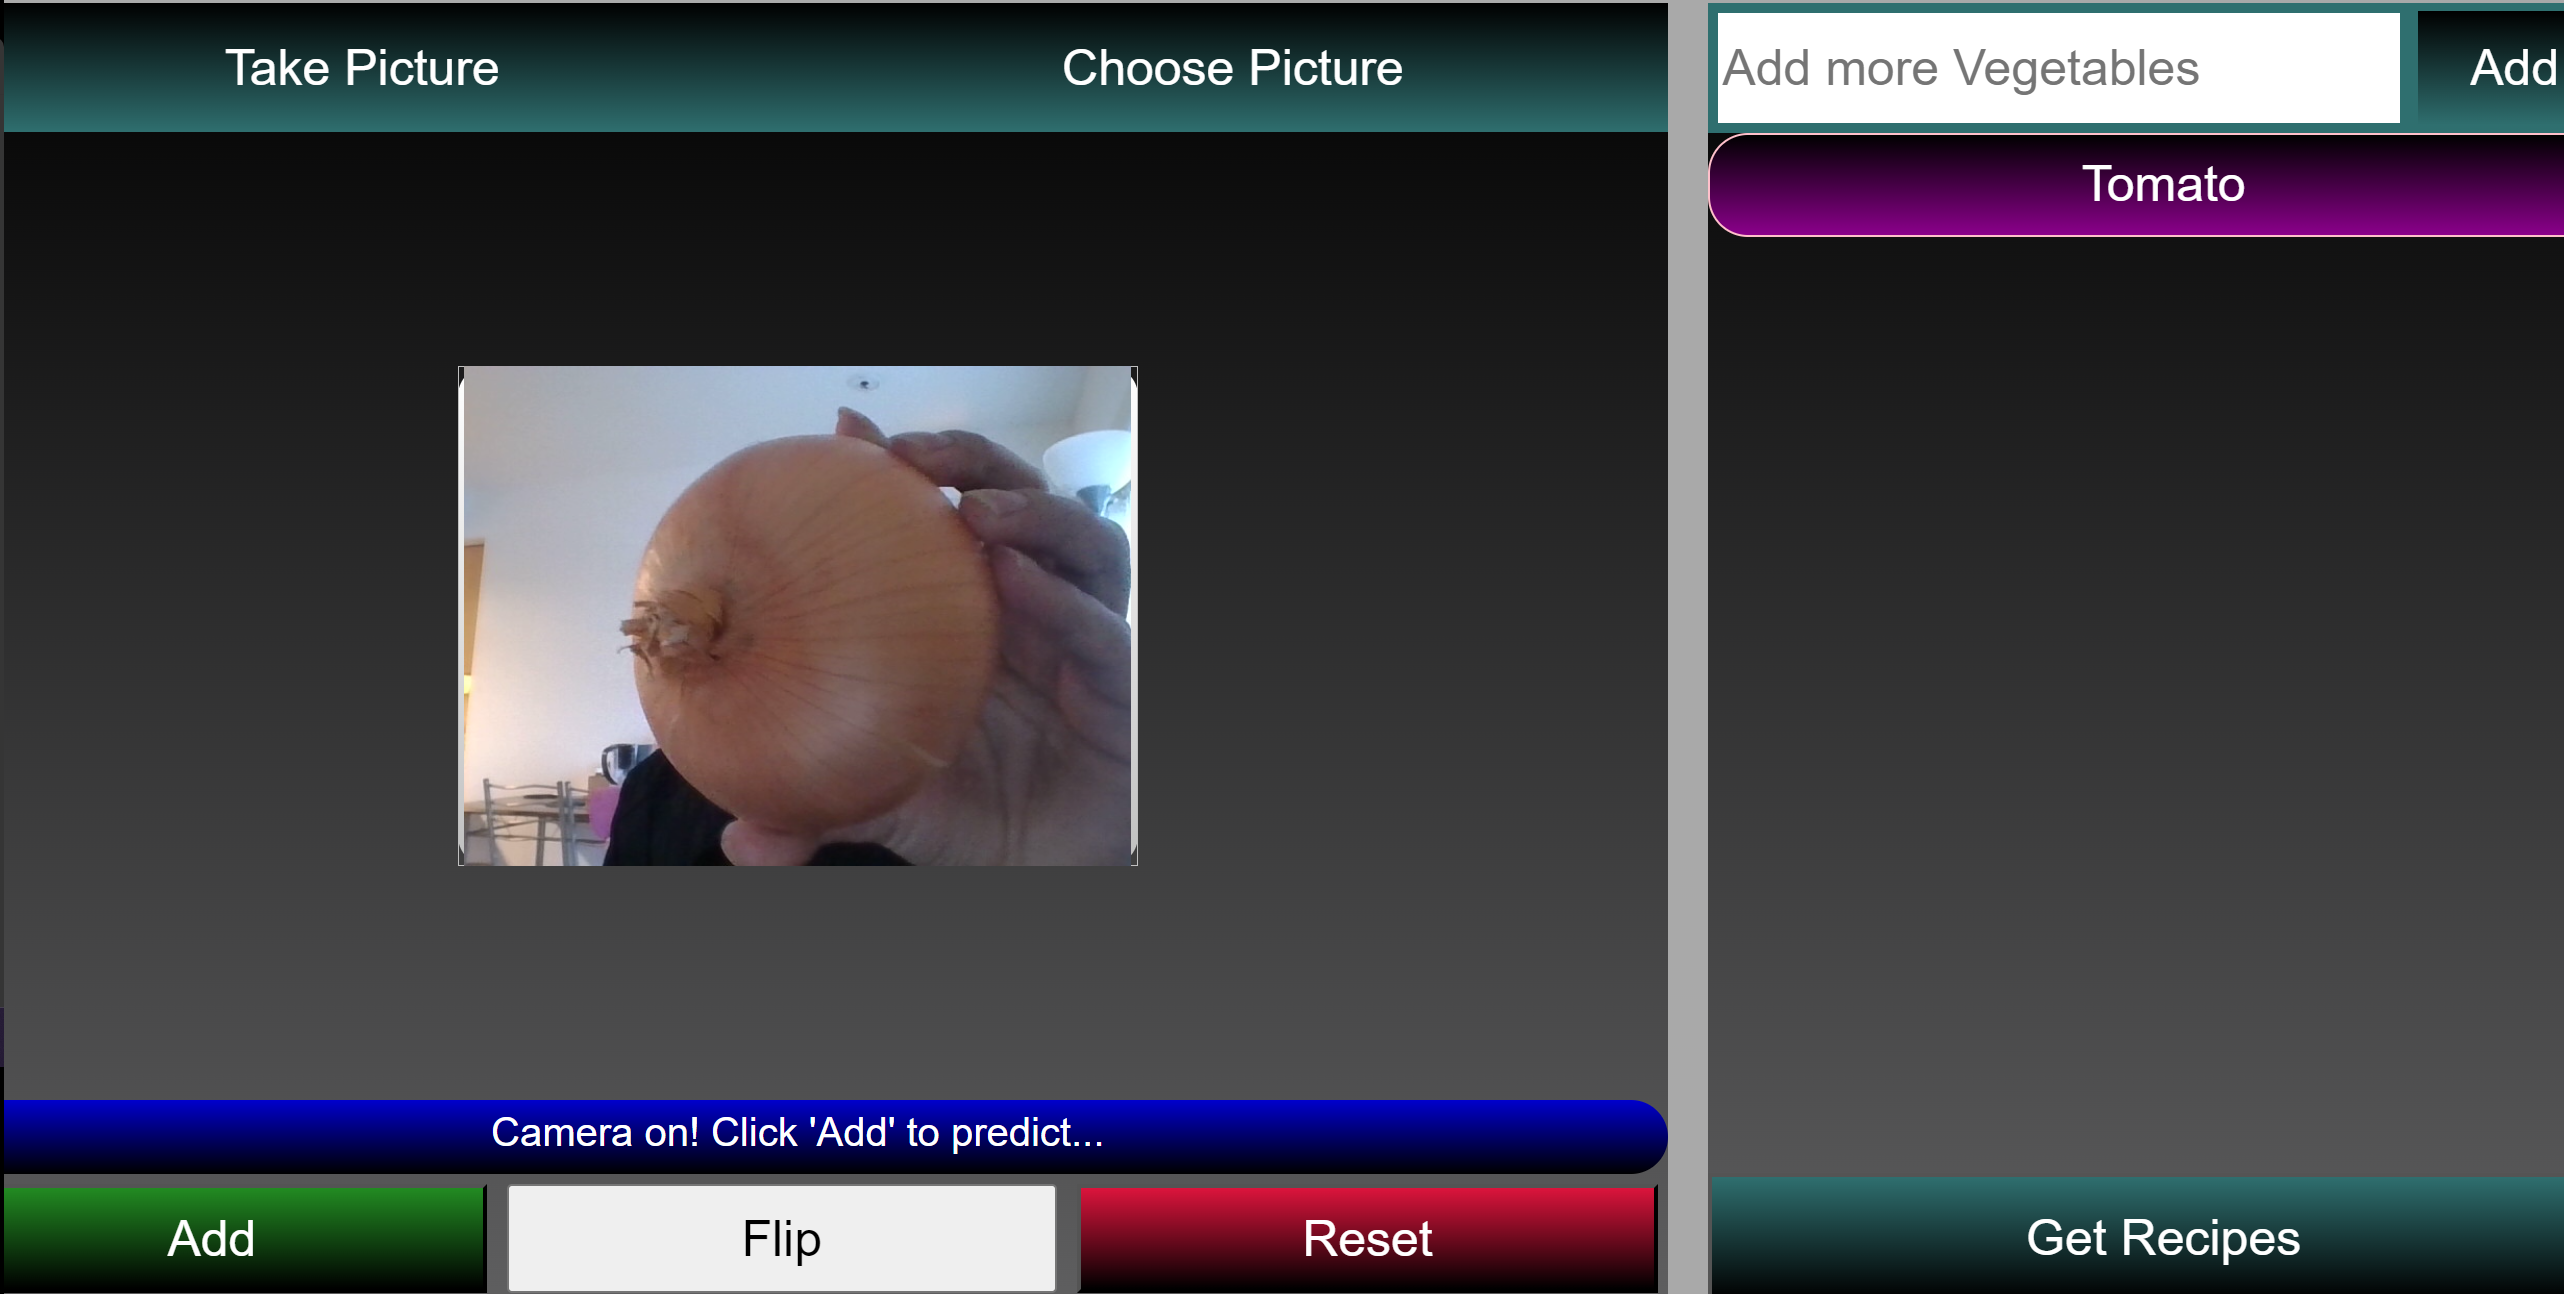 Take Picture
Choose Picture
Add more Vegetables
Add
Tomato
Camera on! Click 'Add' to predict...
Add
Flip
Reset
Get Recipes